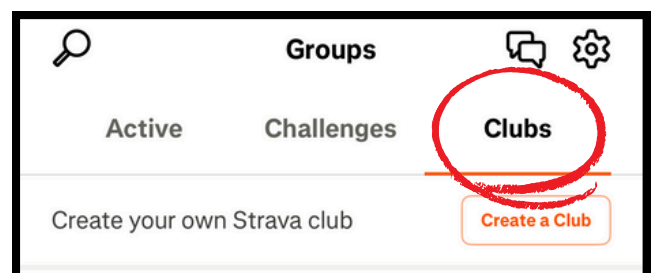 Groups
Active Challenges Clubs
Create your own Strava club Create a Club